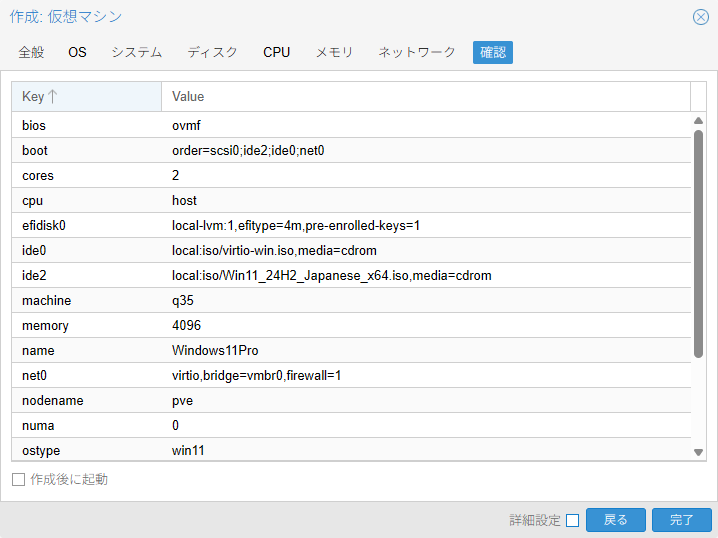 作成: 仮想マシン
全般 OS システム ディスク CPU メモリ ネットワーク 確認
Key Value
bios ovmf
boot order=scsi0;ide2;ide0;net0
cores 2
cpu host
efidisk0 local-lvm:1,efitype=4m,pre-enrolled-keys=1
ide0 local:iso/virtio-win.iso,media=cdrom
ide2 local:iso/Win11_24H2_Japanese_x64.iso,media=cdrom
machine q35
memory 4096
name Windows11Pro
net0 virtio,bridge=vmbr0,firewall=1
nodename pve
numa 0
ostype win11
作成後に起動
詳細設定 戻る 完了